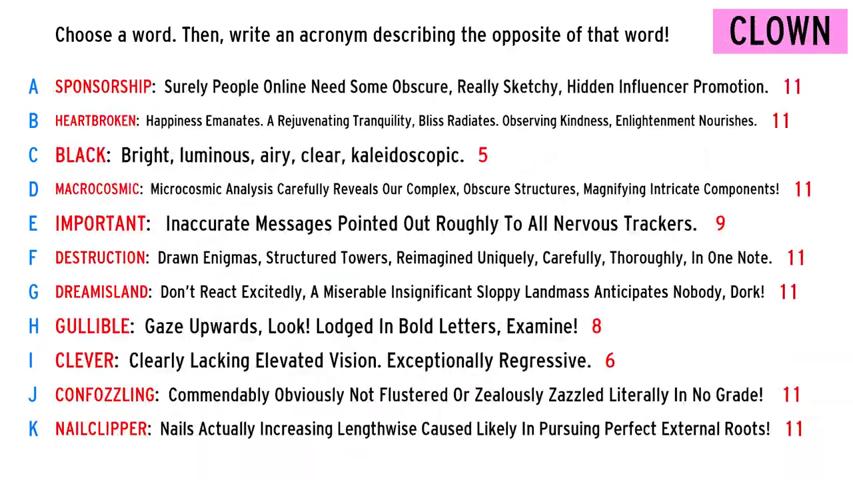 Choose a word. Then, write an acronym describing the opposite of that word!
CLOWN
A SPONSORSHIP: Surely People Online Need Some Obscure, Really Sketchy, Hidden Influencer Promotion. 11
B HEARTBROKEN: Happiness Emanates. A Rejuvenating Tranquility, Bliss Radiates. Observing Kindness, Enlightenment Nourishes. 11
C BLACK: Bright, luminous, airy, clear, kaleidoscopic. 5
D MACROCOSMIC: Microcosmic Analysis Carefully Reveals Our Complex, Obscure Structures, Magnifying Intricate Components! 11
E IMPORTANT: Inaccurate Messages Pointed Out Roughly To All Nervous Trackers. 9
F DESTRUCTION: Drawn Enigmas, Structured Towers, Reimagined Uniquely, Carefully, Thoroughly, In One Note. 11
G DREAMISLAND: Don't React Excitedly, A Miserable Insignificant Sloppy Landmass Anticipates Nobody, Dork! 11
H GULLIBLE: Gaze Upwards, Look! Lodged In Bold Letters, Examine! 8
I CLEVER: Clearly Lacking Elevated Vision. Exceptionally Regressive. 6
J CONFOZZLING: Commendably Obviously Not Flustered Or Zealously Zazzled Literally In No Grade! 11
K NAILCLIPPER: Nails Actually Increasing Lengthwise Caused Likely In Pursuing Perfect External Roots! 11